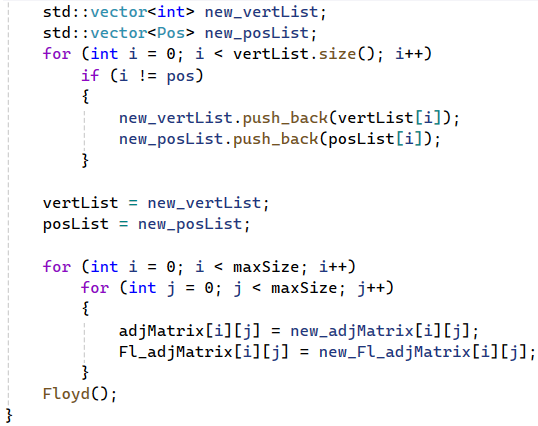 std::vector<int> new_vertList;
std::vector<Pos> new_posList;
for (int i = 0; i < vertList.size(); i++)
if (i != pos)
{
new_vertList.push_back(vertList[i]);
new_posList.push_back(posList[i]);
}
vertList = new_vertList;
posList = new_posList;
for (int i = 0; i < maxSize; i++)
for (int j = 0; j < maxSize; j++)
{
adjMatrix[i][j] = new_adjMatrix[i][j];
Fl_adjMatrix[i][j] = new_Fl_adjMatrix[i][j];
}
Floyd();
}